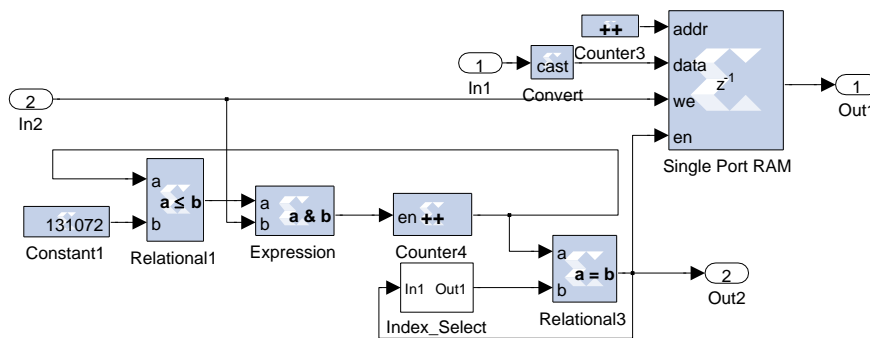 ++
addr
Counter3
1
In1
cast
Convert
data
z-1
we
en
Single Port RAM
1
Out1
2
In2
a
b
a ≤ b
Relational1
131072
Constant1
a
b
a & b
Expression
en ++
Counter4
In1 Out1
Index_Select
a
b
a = b
Relational3
2
Out2